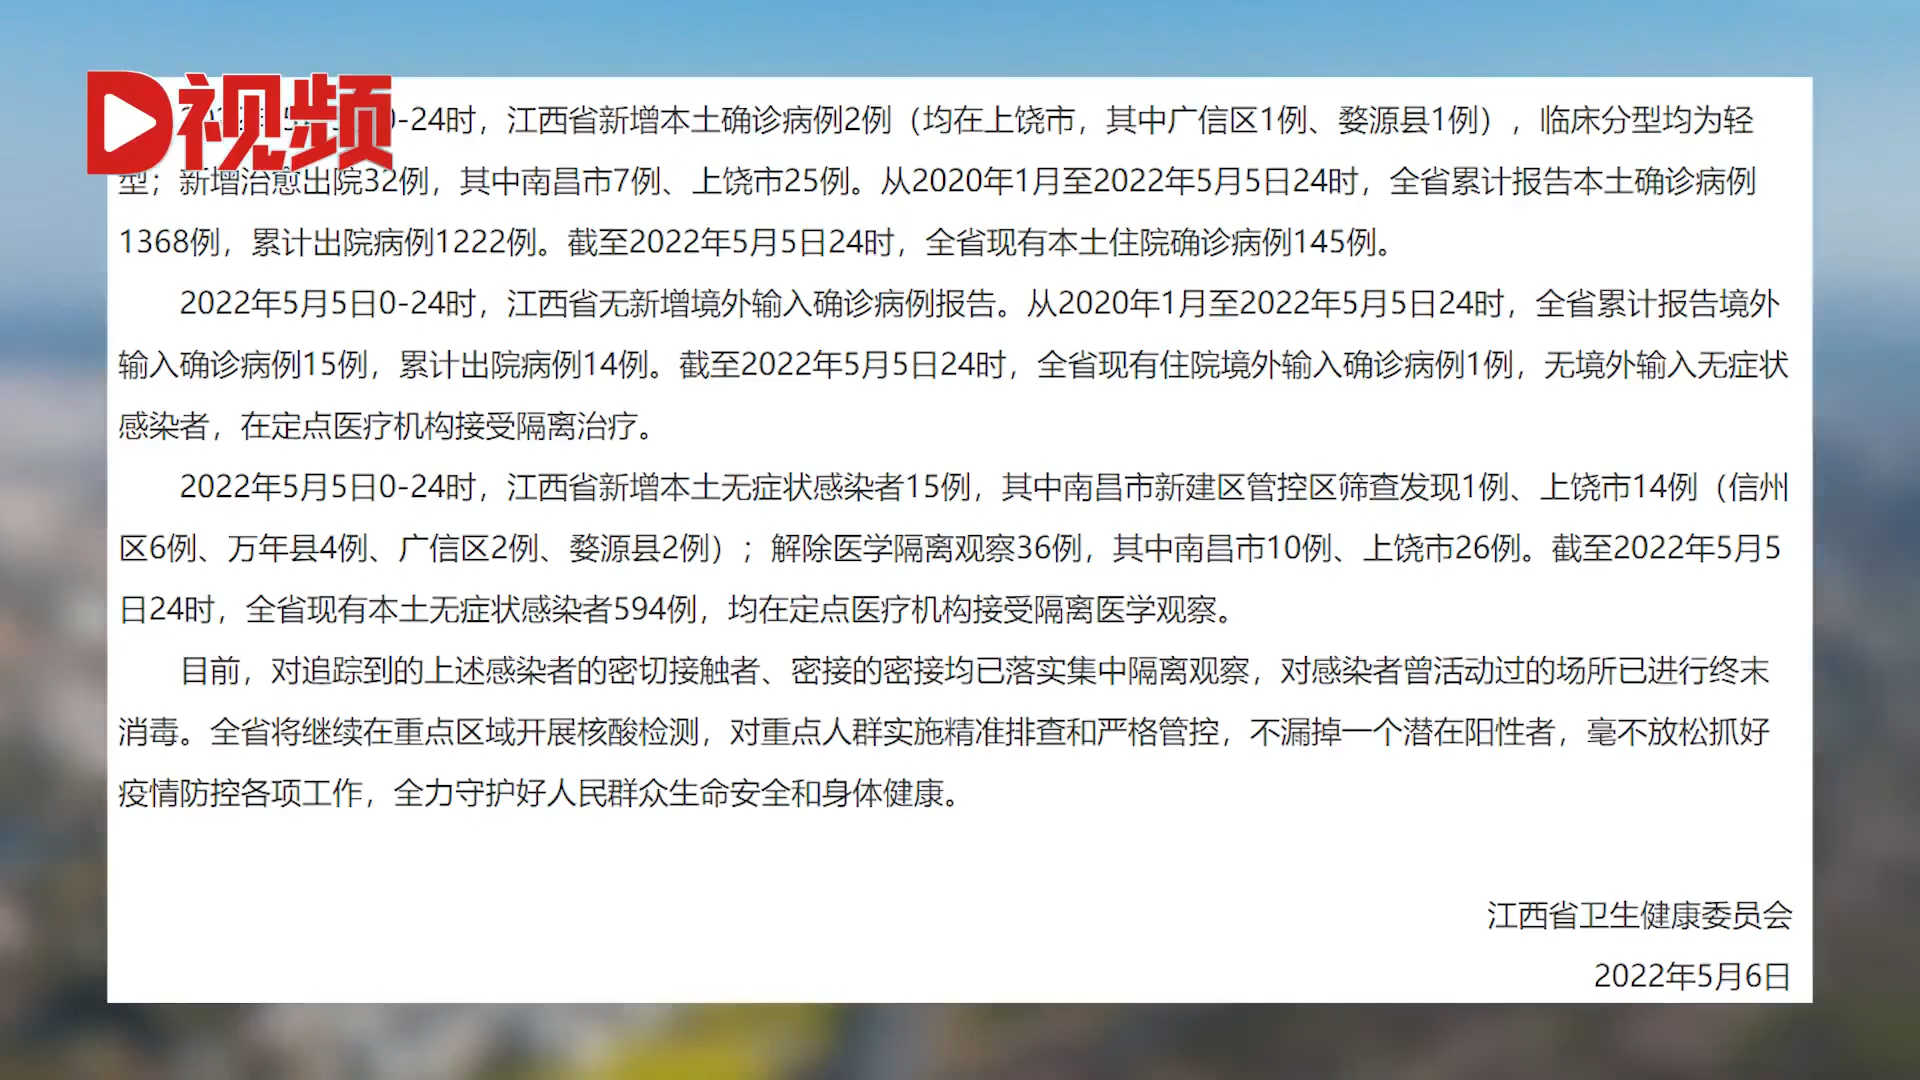 D视频
0-24时，江西省新增本土确诊病例2例（均在上饶市，其中广信区1例、婺源县1例），临床分型均为轻
型；新增治愈出院32例，其中南昌市7例、上饶市25例。从2020年1月至2022年5月5日24时，全省累计报告本土确诊病例
1368例，累计出院病例1222例。截至2022年5月5日24时，全省现有本土住院确诊病例145例。
2022年5月5日0-24时，江西省无新增境外输入确诊病例报告。从2020年1月至2022年5月5日24时，全省累计报告境外
输入确诊病例15例，累计出院病例14例。截至2022年5月5日24时，全省现有住院境外输入确诊病例1例，无境外输入无症状
感染者，在定点医疗机构接受隔离治疗。
2022年5月5日0-24时，江西省新增本土无症状感染者15例，其中南昌市新建区管控区筛查发现1例、上饶市14例（信州
区6例、万年县4例、广信区2例、婺源县2例）；解除医学隔离观察36例，其中南昌市10例、上饶市26例。截至2022年5月5
日24时，全省现有本土无症状感染者594例，均在定点医疗机构接受隔离医学观察。
目前，对追踪到的上述感染者的密切接触者、密接的密接均已落实集中隔离观察，对感染者曾活动过的场所已进行终末
消毒。全省将继续在重点区域开展核酸检测，对重点人群实施精准排查和严格管控，不漏掉一个潜在阳性者，毫不放松抓好
疫情防控各项工作，全力守护好人民群众生命安全和身体健康。
江西省卫生健康委员会
2022年5月6日